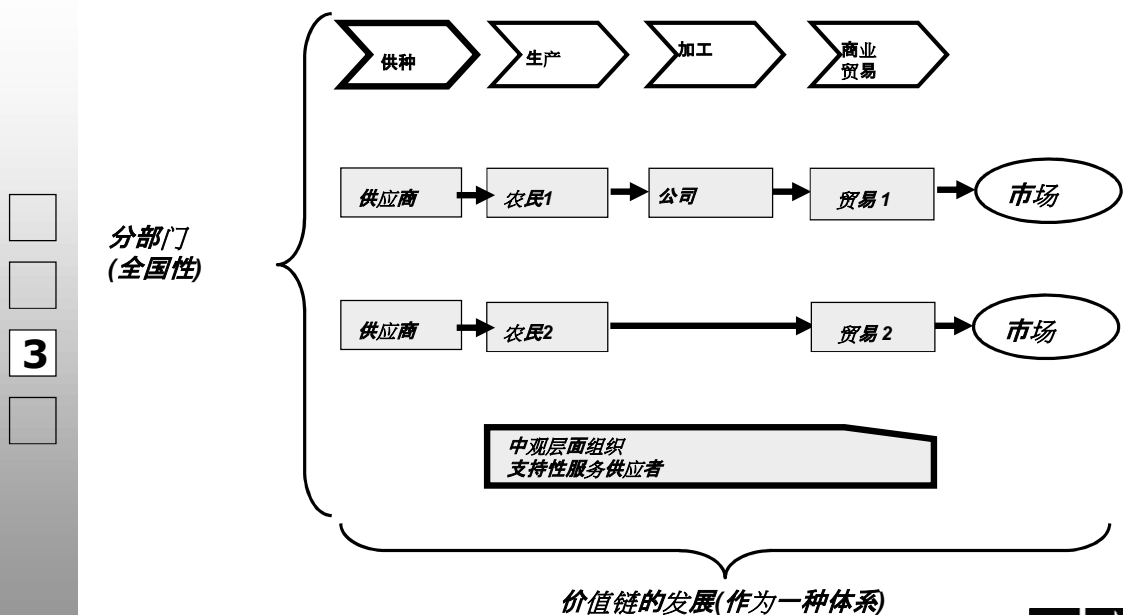 供种
生产
加工
商业
贸易
供应商
农民1
公司
贸易 1
市场
分部门
(全国性)
3
供应商
农民2
贸易 2
市场
中观层面组织
支持性服务供应者
价值链的发展(作为一种体系)